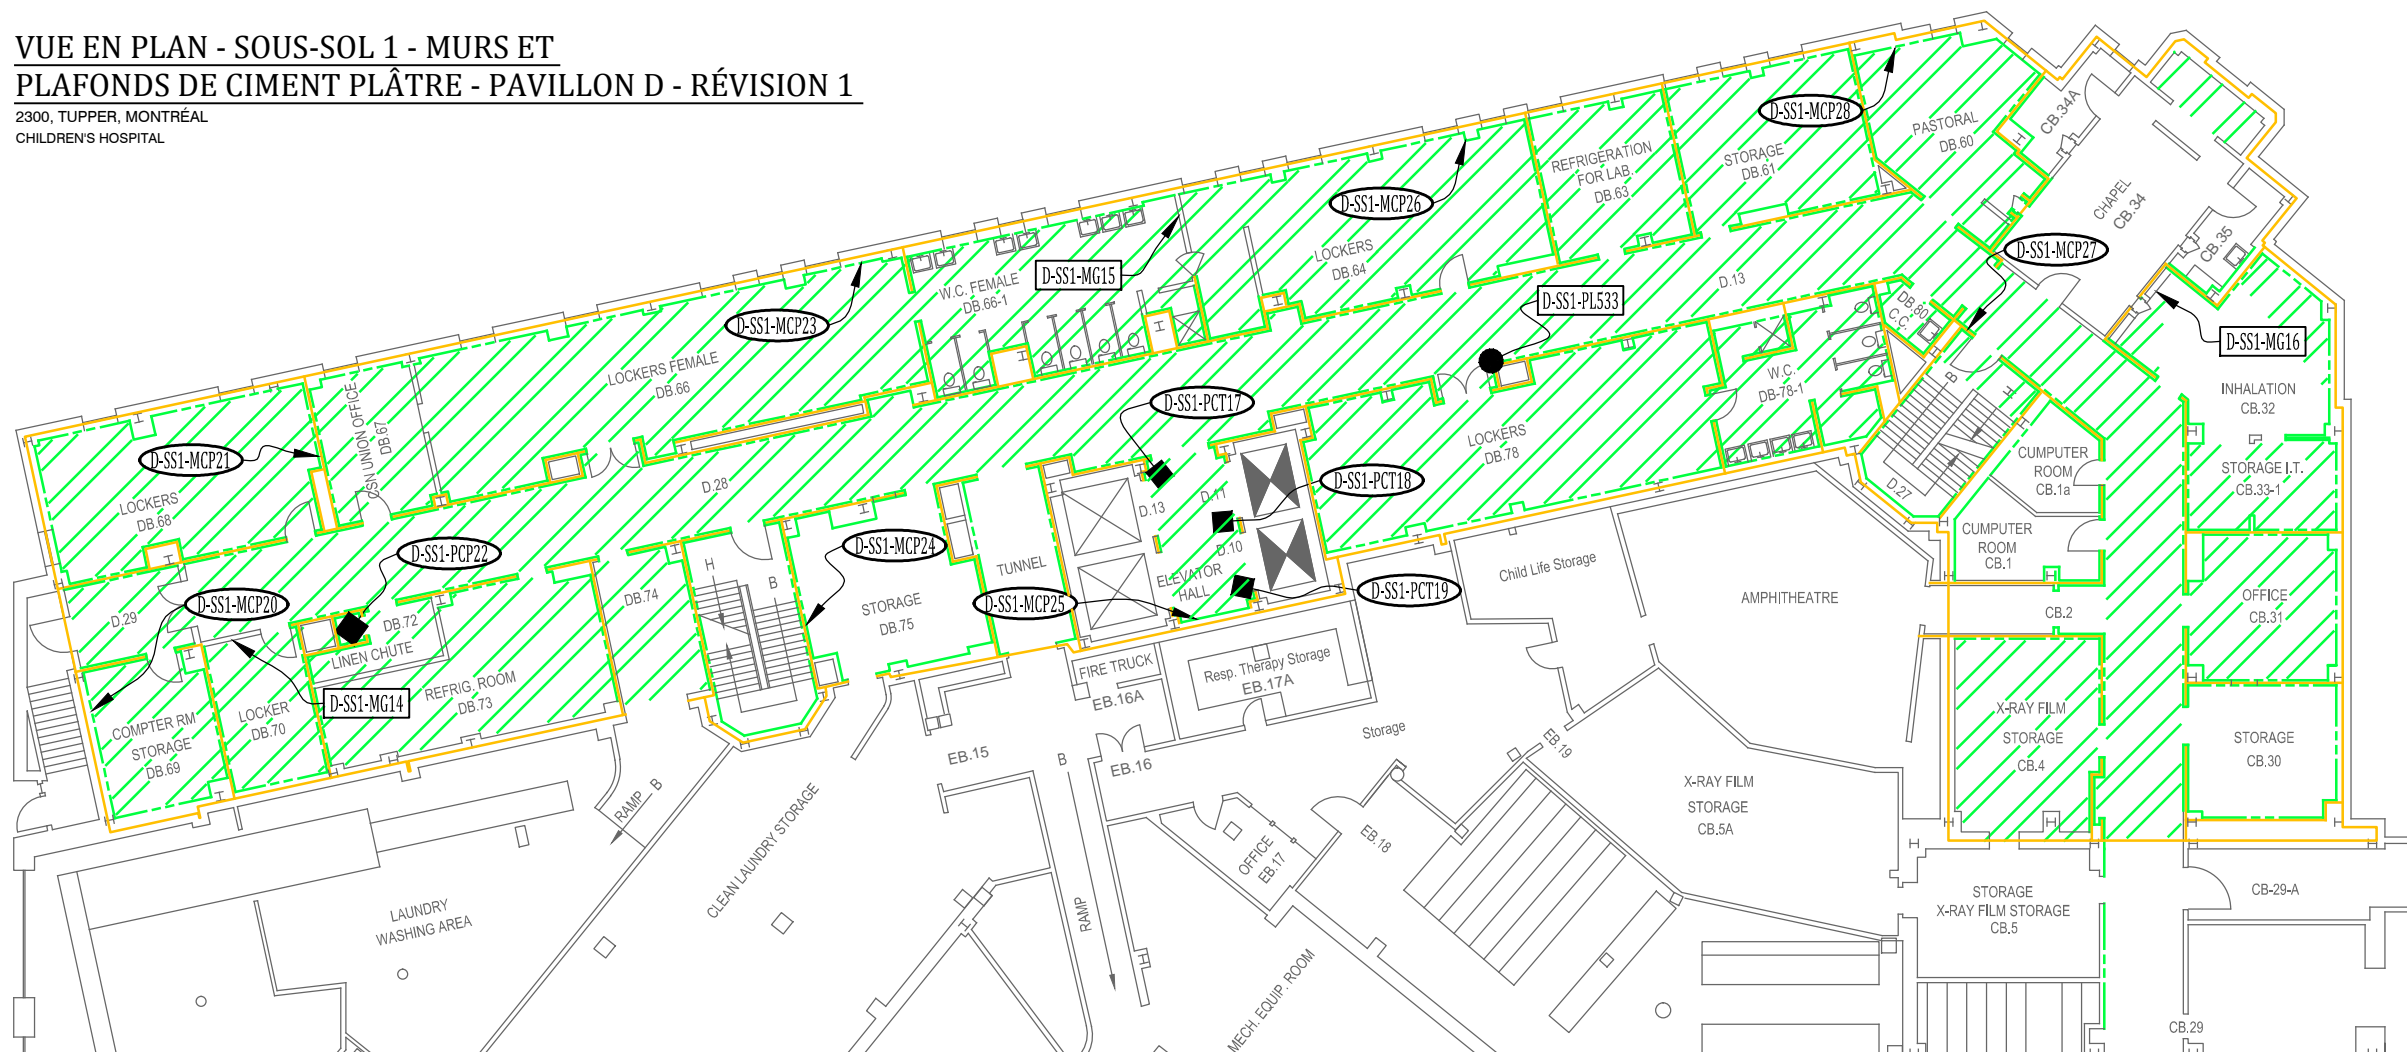 VUE EN PLAN - SOUS-SOL 1 - MURS ET
PLAFONDS DE CIMENT PLÂTRE - PAVILLON D - RÉVISION 1
2300, TUPPER, MONTRÉAL
CHILDREN'S HOSPITAL
D-SS1-MCP28
PASTORAL
DB.60
CB.34A
REFRIGERATION
FOR LAB.
DB.63
STORAGE
DB.61
D-SS1-MCP26
CHAPEL
CB.34
CB.35
D-SS1-MCP27
LOCKERS
DB.64
D-SS1-MG15
W.C. FEMALE
DB.66-1
D.13
D-SS1-PL533
DB.80
C.C.
D-SS1-MCP23
D-SS1-MG16
LOCKERS FEMALE
DB.66
W.C.
DB-78-1
B
H
INHALATION
CB.32
D-SS1-PCT17
CSN UNION OFFICE
DB.67
LOCKERS
DB.78
D-SS1-MCP21
CUMPUTER
ROOM
CB.1a
STORAGE I.T.
CB.33-1
D-SS1-PCT18
D.28
D.11
D.13
D.27
LOCKERS
DB.68
CUMPUTER
ROOM
CB.1
D-SS1-PCP22
D-SS1-MCP24
D.10
TUNNEL
ELEVATOR
HALL
Child Life Storage
H
B
DB.74
D-SS1-PCT19
D-SS1-MCP20
D-SS1-MCP25
STORAGE
DB.75
AMPHITHEATRE
OFFICE
CB.31
CB.2
D.29
DB.72
LINEN CHUTE
FIRE TRUCK
EB.16A
Resp. Therapy Storage
EB.17A
REFRIG. ROOM
DB.73
D-SS1-MG14
LOCKER
DB.70
COMPTER RM
STORAGE
DB.69
X-RAY FILM
STORAGE
CB.4
STORAGE
CB.30
Storage
EB.19
EB.15
B
EB.16
RAMP
B
X-RAY FILM
STORAGE
CB.5A
CLEAN LAUNDRY STORAGE
OFFICE
EB.17
EB.18
LAUNDRY
WASHING AREA
RAMP
STORAGE
X-RAY FILM STORAGE
CB.5
CB-29-A
MECH. EQUIP. ROOM
CB.29